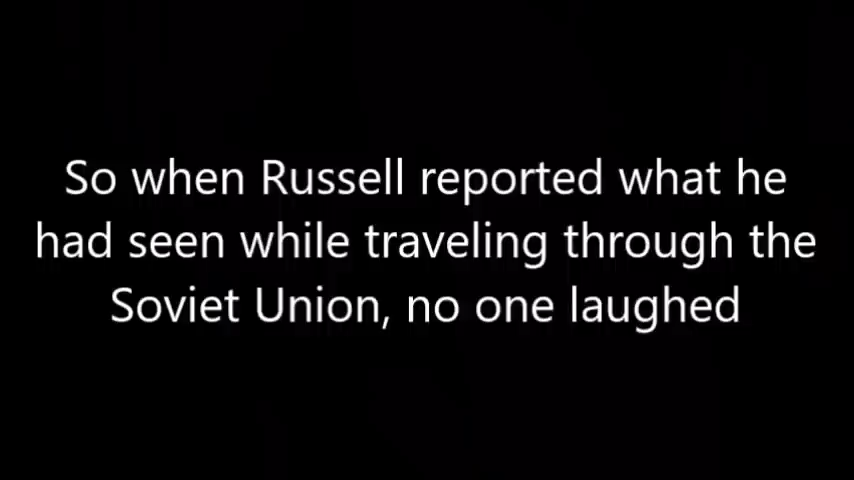 So when Russell reported what he
had seen while traveling through the
Soviet Union, no one laughed